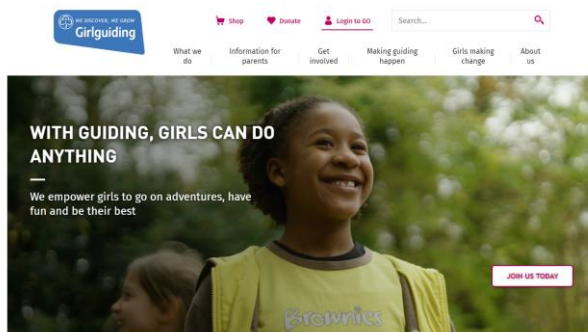 WE DISCOVER, WE GROW
Girlguiding
Shop
Donate
Login to GO
Search...
What we
do
Information for
parents
Get
involved
Making guiding
happen
Girls making
change
About
us
WITH GUIDING, GIRLS CAN DO
ANYTHING
We empower girls to go on adventures, have
fun and be their best
JOIN US TODAY
Brownies